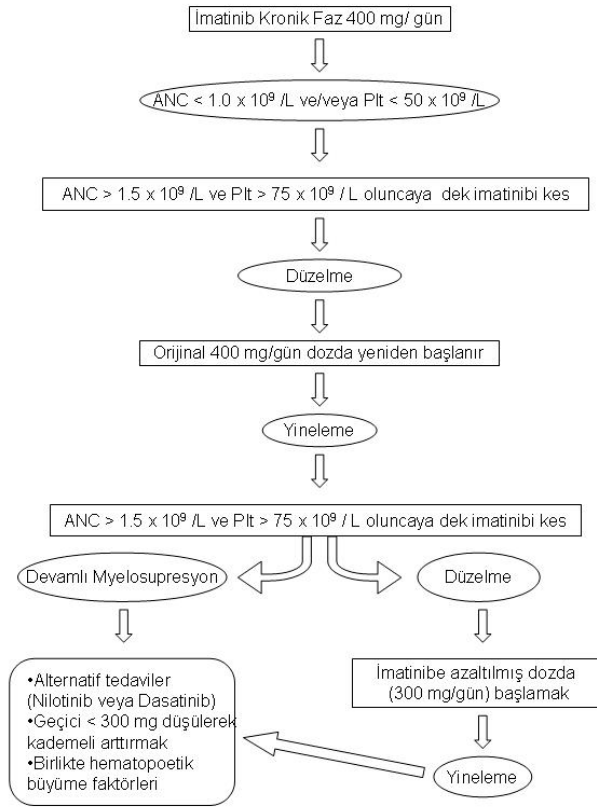 İmatinib Kronik Faz 400 mg/ gün
ANC < 1.0 x 10⁹ /L ve/veya Plt < 50 x 10⁹ /L
ANC > 1.5 x 10⁹ /L ve Plt > 75 x 10⁹ / L oluncaya dek imatinibi kes
Düzelme
Orijinal 400 mg/gün dozda yeniden başlanır
Yineleme
ANC > 1.5 x 10⁹ /L ve Plt > 75 x 10⁹ / L oluncaya dek imatinibi kes
Devamlı Myelosupresyon
Düzelme
•Alternatif tedaviler
(Nilotinib veya Dasatinib)
•Geçici < 300 mg düşülerek
kademeli arttırmak
•Birlikte hematopoetik
büyüme faktörleri
İmatinibe azaltılmış dozda
(300 mg/gün) başlamak
Yineleme